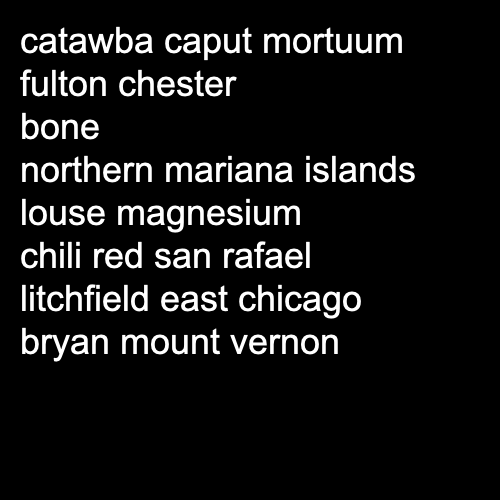 catawba caput mortuum
fulton chester
bone
northern mariana islands
louse magnesium
chili red san rafael
litchfield east chicago
bryan mount vernon